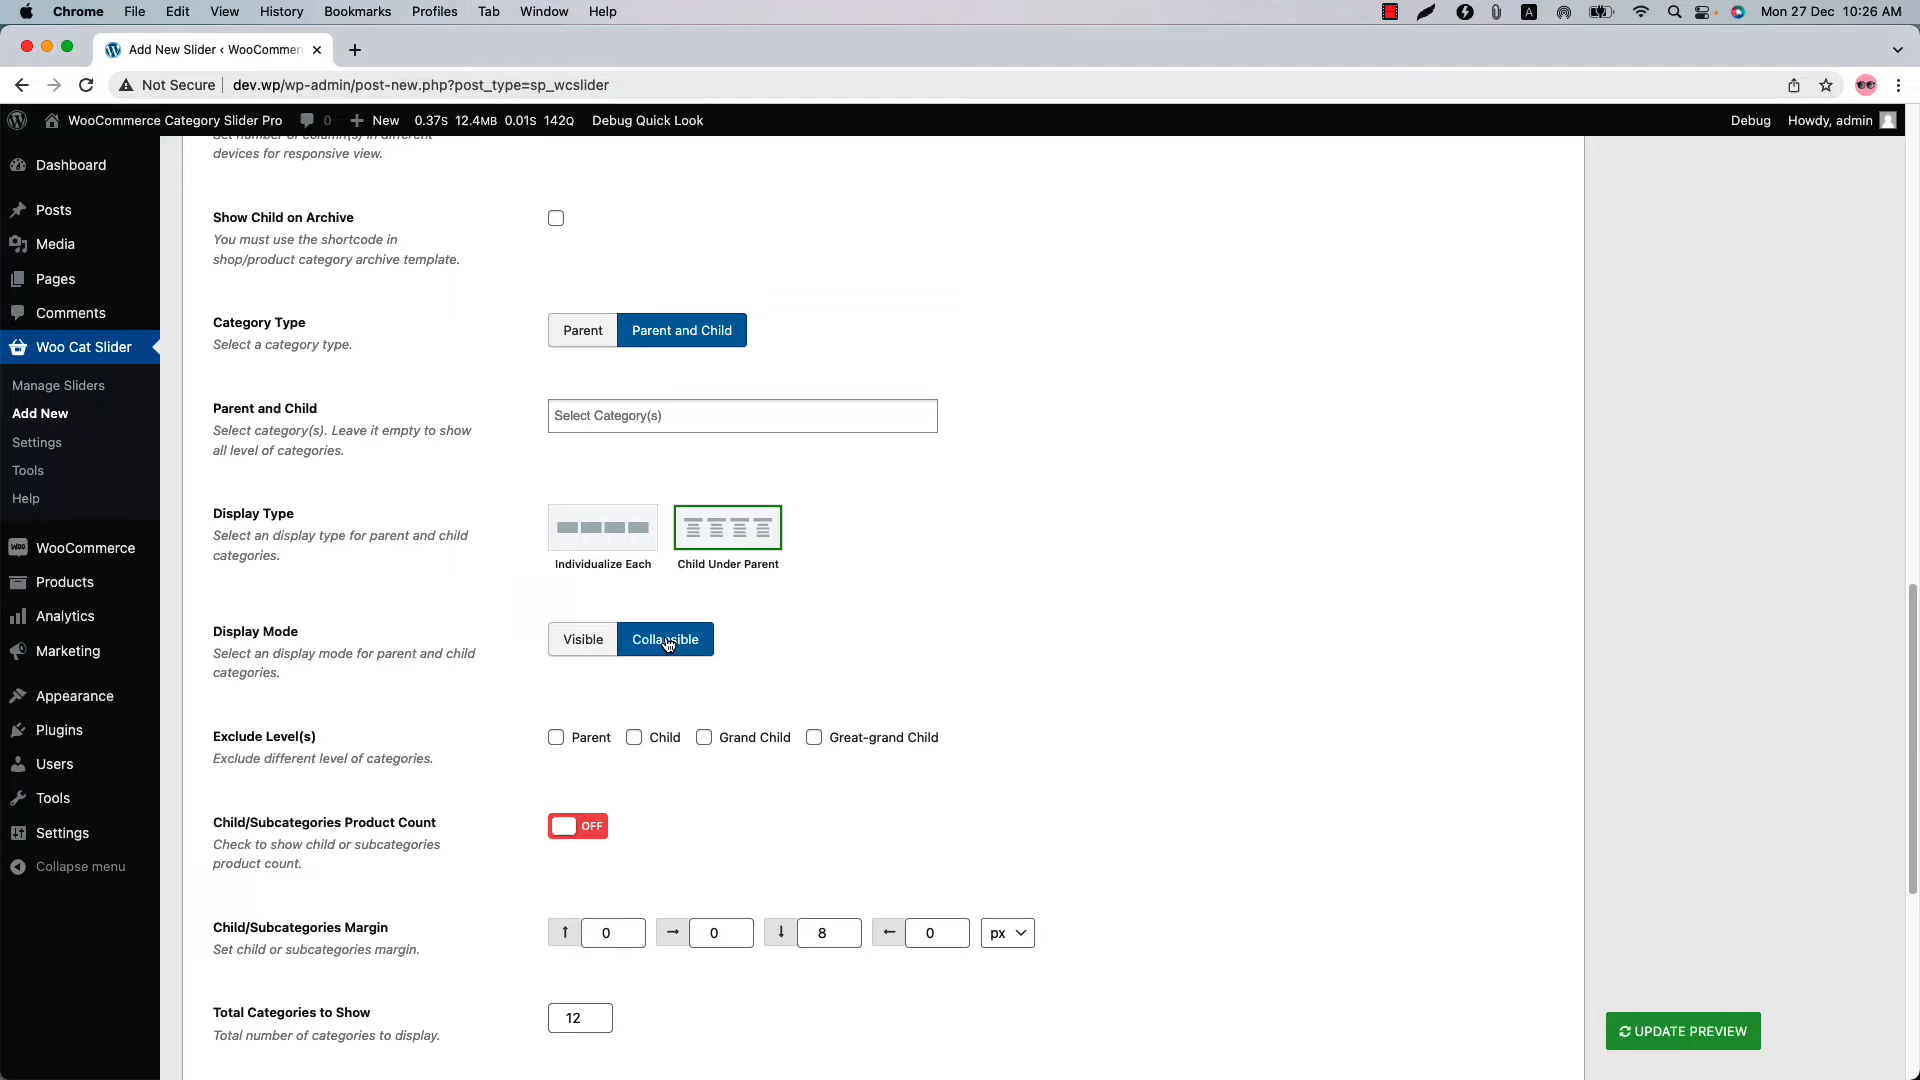 Chrome File Edit View History Bookmarks Profiles Tab Window Help A Mon 27 Dec 10:26 AM
Add New Slider ‹ WooCommer
Not Secure dev.wp/wp-admin/post-new.php?post_type=sp_wcslider
WooCommerce Category Slider Pro 0 New 0.37S 12.4MB 0.01S 142Q Debug Quick Look Debug Howdy, admin
Set number of column(s) in different
devices for responsive view.
Dashboard
Posts
Media
Pages
Comments
Woo Cat Slider
Manage Sliders
Add New
Settings
Tools
Help
WooCommerce
Products
Analytics
Marketing
Appearance
Plugins
Users
Tools
Settings
Collapse menu
Show Child on Archive
You must use the shortcode in
shop/product category archive template.
Category Type
Select a category type.
Parent Parent and Child
Parent and Child
Select category(s). Leave it empty to show
all level of categories.
Select Category(s)
Display Type
Select an display type for parent and child
categories.
Individualize Each Child Under Parent
Display Mode
Select an display mode for parent and child
categories.
Visible Collapsible
Exclude Level(s)
Exclude different level of categories.
Parent Child Grand Child Great-grand Child
Child/Subcategories Product Count
Check to show child or subcategories
product count.
OFF
Child/Subcategories Margin
Set child or subcategories margin.
↑ 0 → 0 ↓ 8 ← 0 px
Total Categories to Show
Total number of categories to display.
12
UPDATE PREVIEW